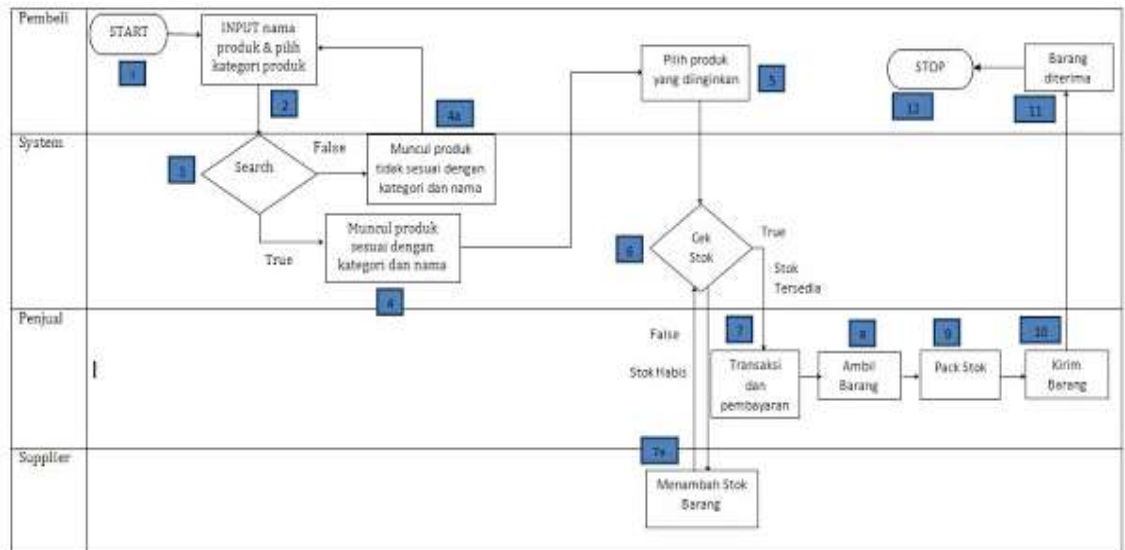 Pembeli
START
1
INPUT nama
produk & pilih
kategori produk
2
4a
Pilih produk
yang diinginkan
5
STOP
12
Barang
diterima
11
System
3
Search
False
Muncul produk
tidak sesuai dengan
kategori dan nama
True
Muncul produk
sesuai dengan
kategori dan nama
4
6
Cek
Stok
True
Stok
Tersedia
Penjual
False
Stok Habis
7
Transaksi
dan
pembayaran
8
Ambil
Barang
9
Pack Stok
10
Kirim
Barang
Supplier
7a
Menambah Stok
Barang